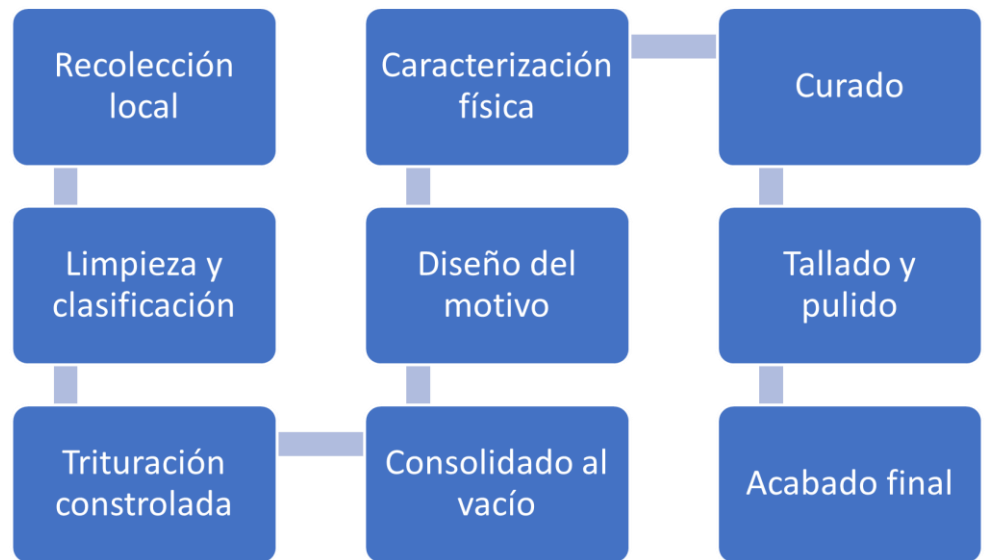 Recolección
local
Limpieza y
clasificación
Trituración
constrolada
Consolidado al
vacío
Diseño del
motivo
Caracterización
física
Curado
Tallado y
pulido
Acabado final